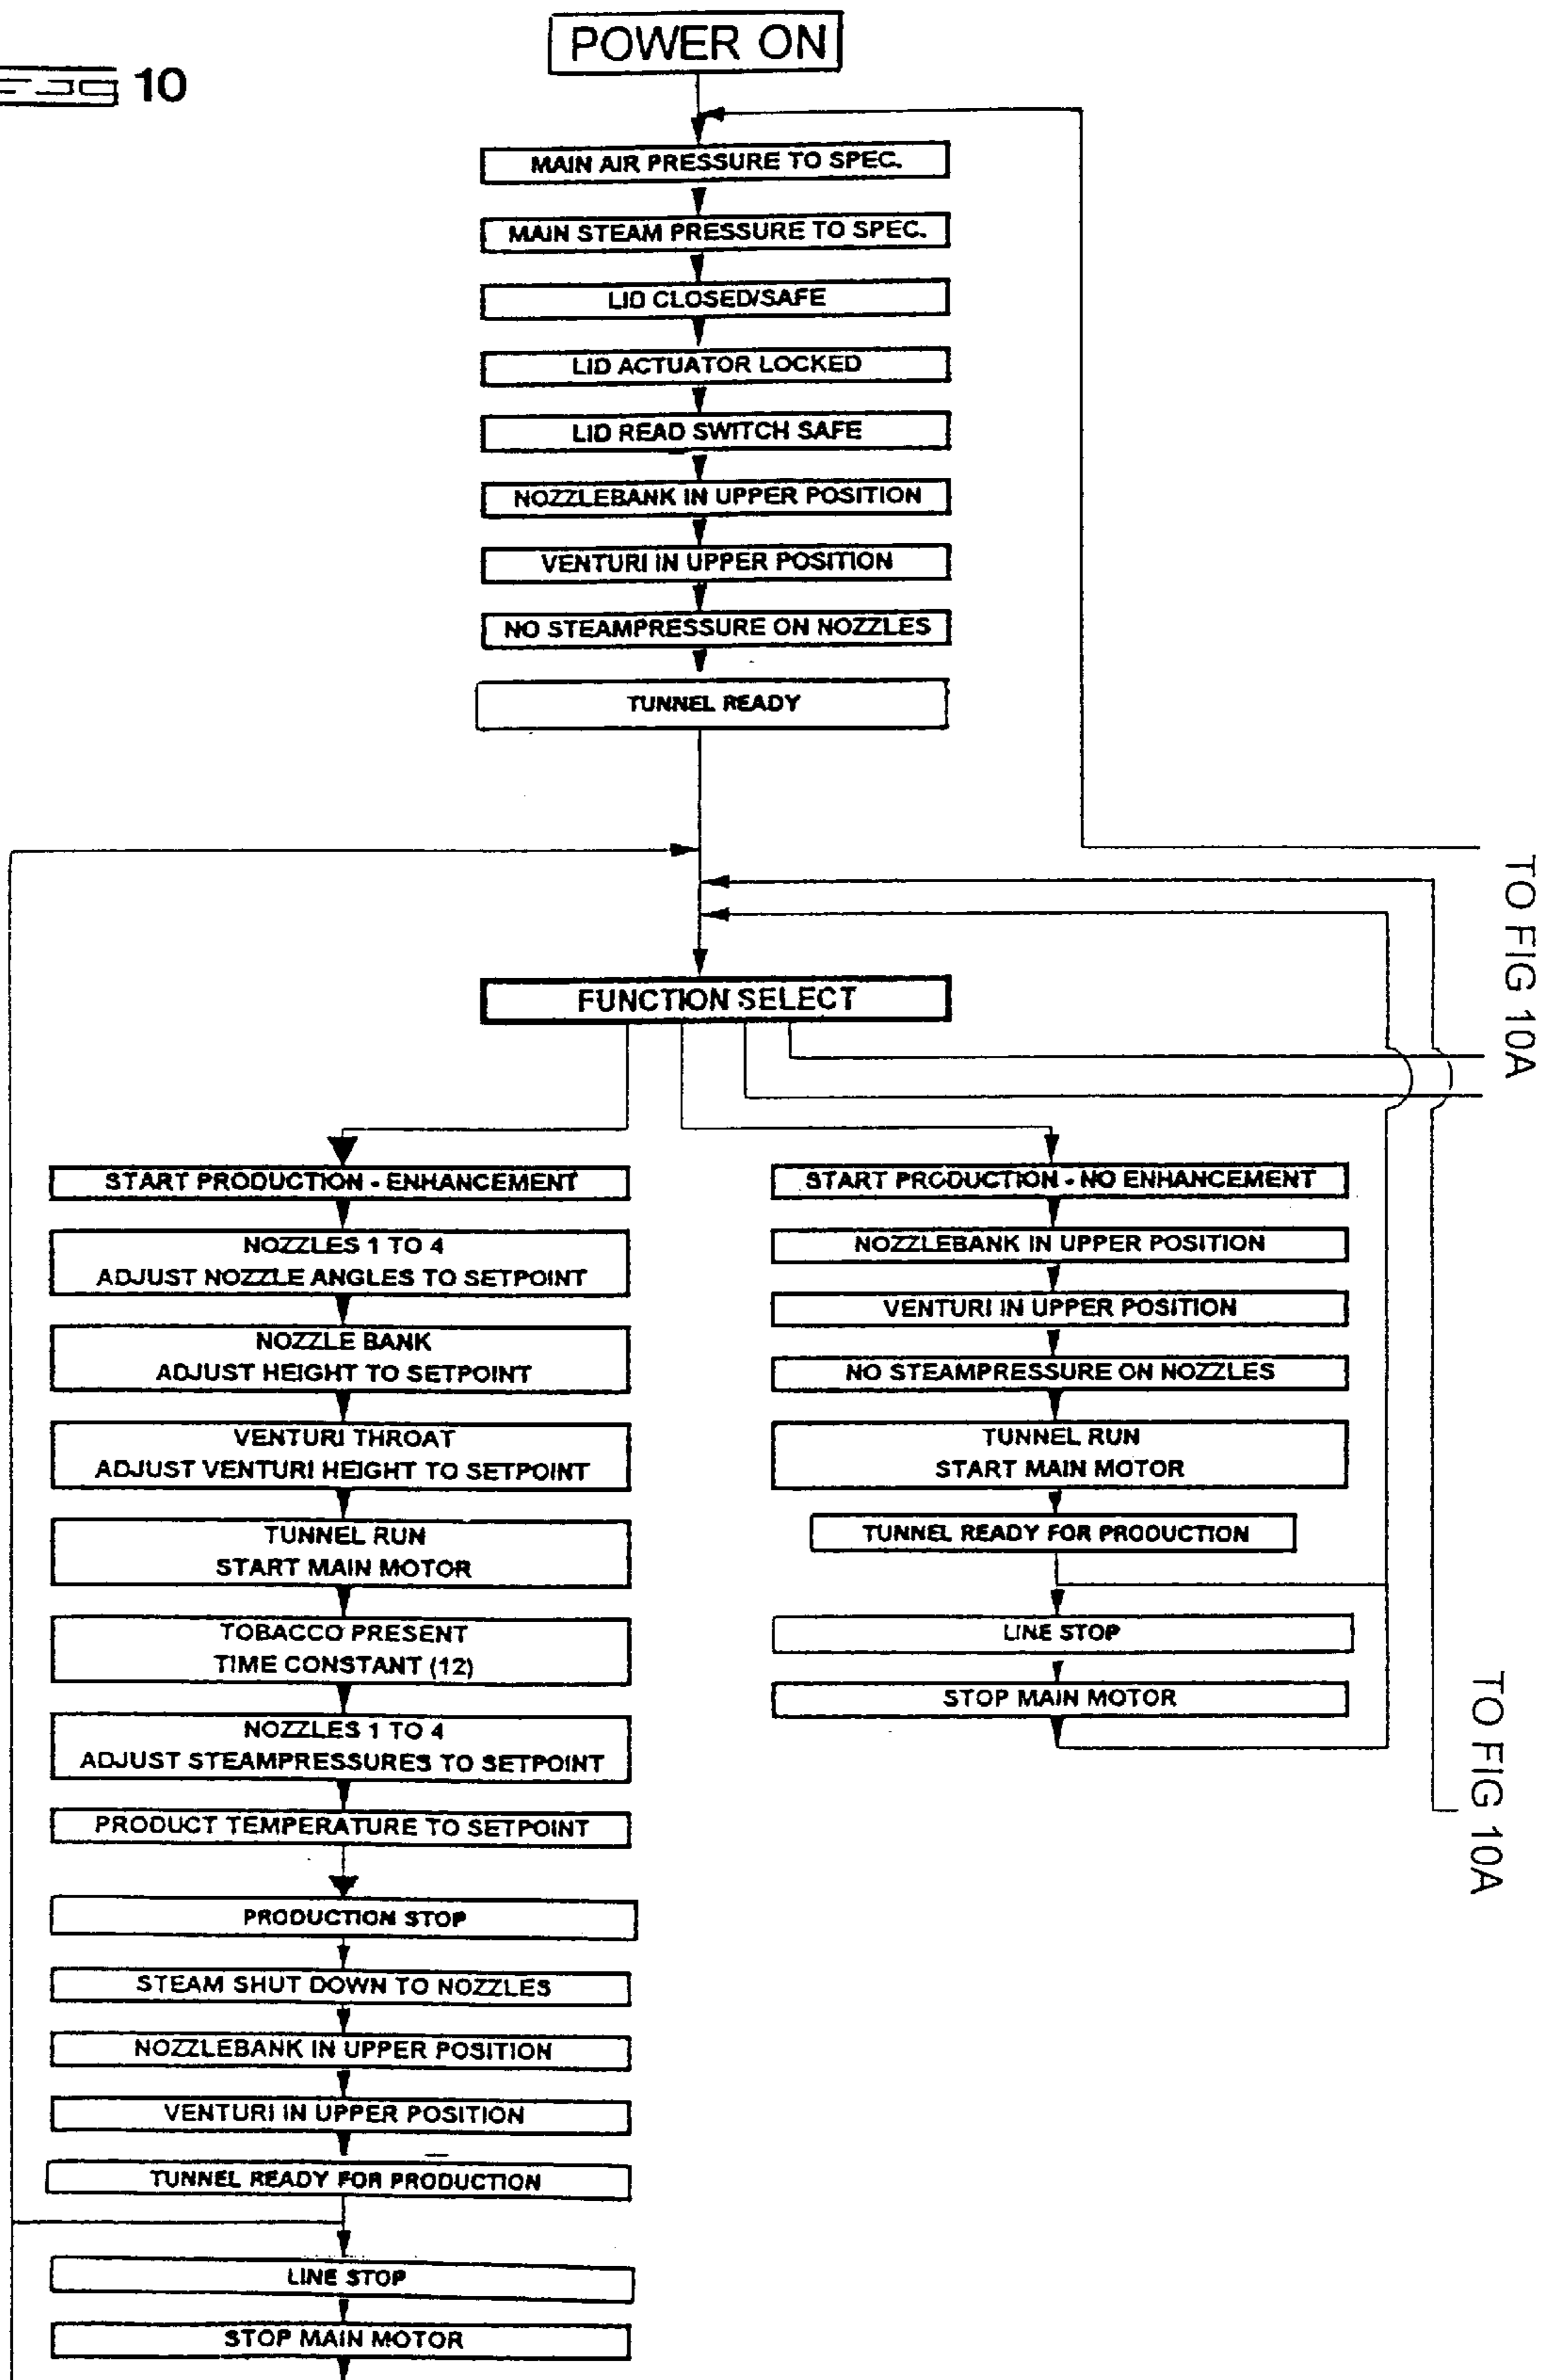 FIG 10
POWER ON
MAIN AIR PRESSURE TO SPEC.
MAIN STEAM PRESSURE TO SPEC.
LID CLOSED/SAFE
LID ACTUATOR LOCKED
LID READ SWITCH SAFE
NOZZLEBANK IN UPPER POSITION
VENTURI IN UPPER POSITION
NO STEAMPRESSURE ON NOZZLES
TUNNEL READY
TO FIG 10A
FUNCTION SELECT
START PRODUCTION - ENHANCEMENT
NOZZLES 1 TO 4
ADJUST NOZZLE ANGLES TO SETPOINT
NOZZLE BANK
ADJUST HEIGHT TO SETPOINT
VENTURI THROAT
ADJUST VENTURI HEIGHT TO SETPOINT
TUNNEL RUN
START MAIN MOTOR
TOBACCO PRESENT
TIME CONSTANT (12)
NOZZLES 1 TO 4
ADJUST STEAMPRESSURES TO SETPOINT
PRODUCT TEMPERATURE TO SETPOINT
PRODUCTION STOP
STEAM SHUT DOWN TO NOZZLES
NOZZLEBANK IN UPPER POSITION
VENTURI IN UPPER POSITION
TUNNEL READY FOR PRODUCTION
LINE STOP
STOP MAIN MOTOR
START PRODUCTION - NO ENHANCEMENT
NOZZLEBANK IN UPPER POSITION
VENTURI IN UPPER POSITION
NO STEAMPRESSURE ON NOZZLES
TUNNEL RUN
START MAIN MOTOR
TUNNEL READY FOR PRODUCTION
LINE STOP
STOP MAIN MOTOR
TO FIG 10A